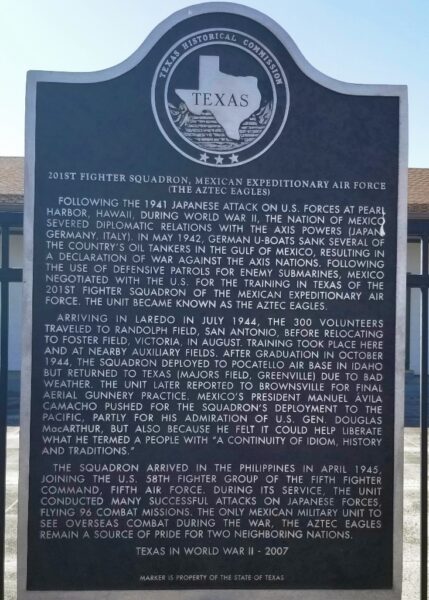 TEXAS HISTORICAL COMMISSION
TEXAS
201ST FIGHTER SQUADRON, MEXICAN EXPEDITIONARY AIR FORCE
(THE AZTEC EAGLES)
FOLLOWING THE 1941 JAPANESE ATTACK ON U.S. FORCES AT PEARL
HARBOR, HAWAII, DURING WORLD WAR II, THE NATION OF MEXICO
SEVERED DIPLOMATIC RELATIONS WITH THE AXIS POWERS (JAPAN,
GERMANY, ITALY). IN MAY 1942, GERMAN U-BOATS SANK SEVERAL OF
THE COUNTRY'S OIL TANKERS IN THE GULF OF MEXICO, RESULTING IN
A DECLARATION OF WAR AGAINST THE AXIS NATIONS. FOLLOWING
THE USE OF DEFENSIVE PATROLS FOR ENEMY SUBMARINES, MEXICO
NEGOTIATED WITH THE U.S. FOR THE TRAINING IN TEXAS OF THE
201ST FIGHTER SQUADRON OF THE MEXICAN EXPEDITIONARY AIR
FORCE. THE UNIT BECAME KNOWN AS THE AZTEC EAGLES.
ARRIVING IN LAREDO IN JULY 1944, THE 300 VOLUNTEERS
TRAVELED TO RANDOLPH FIELD, SAN ANTONIO, BEFORE RELOCATING
TO FOSTER FIELD, VICTORIA, IN AUGUST. TRAINING TOOK PLACE HERE
AND AT NEARBY AUXILIARY FIELDS. AFTER GRADUATION IN OCTOBER
1944, THE SQUADRON DEPLOYED TO POCATELLO AIR BASE IN IDAHO
BUT RETURNED TO TEXAS (MAJORS FIELD, GREENVILLE) DUE TO BAD
WEATHER. THE UNIT LATER REPORTED TO BROWNSVILLE FOR FINAL
AERIAL GUNNERY PRACTICE. MEXICO'S PRESIDENT MANUEL ÁVILA
CAMACHO PUSHED FOR THE SQUADRON'S DEPLOYMENT TO THE
PACIFIC, PARTLY FOR HIS ADMIRATION OF U.S. GEN. DOUGLAS
MacARTHUR, BUT ALSO BECAUSE HE FELT IT COULD HELP LIBERATE
WHAT HE TERMED A PEOPLE WITH "A CONTINUITY OF IDIOM, HISTORY
AND TRADITIONS."
THE SQUADRON ARRIVED IN THE PHILIPPINES IN APRIL 1945,
JOINING THE U.S. 58TH FIGHTER GROUP OF THE FIFTH FIGHTER
COMMAND, FIFTH AIR FORCE. DURING ITS SERVICE, THE UNIT
CONDUCTED MANY SUCCESSFUL ATTACKS ON JAPANESE FORCES,
FLYING 96 COMBAT MISSIONS. THE ONLY MEXICAN MILITARY UNIT TO
SEE OVERSEAS COMBAT DURING THE WAR, THE AZTEC EAGLES
REMAIN A SOURCE OF PRIDE FOR TWO NEIGHBORING NATIONS.
TEXAS IN WORLD WAR II - 2007
MARKER IS PROPERTY OF THE STATE OF TEXAS